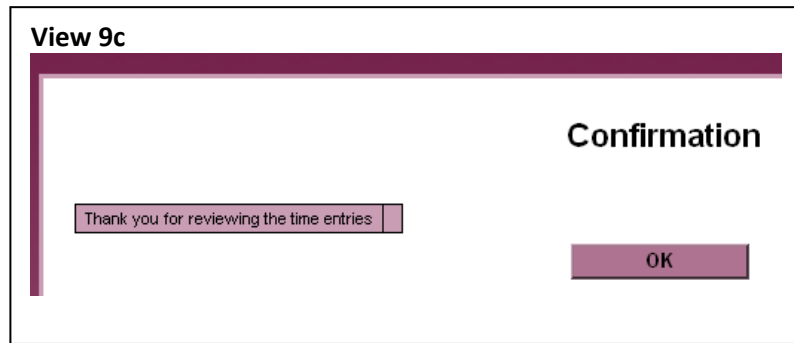 View 9c
Confirmation
Thank you for reviewing the time entries
OK